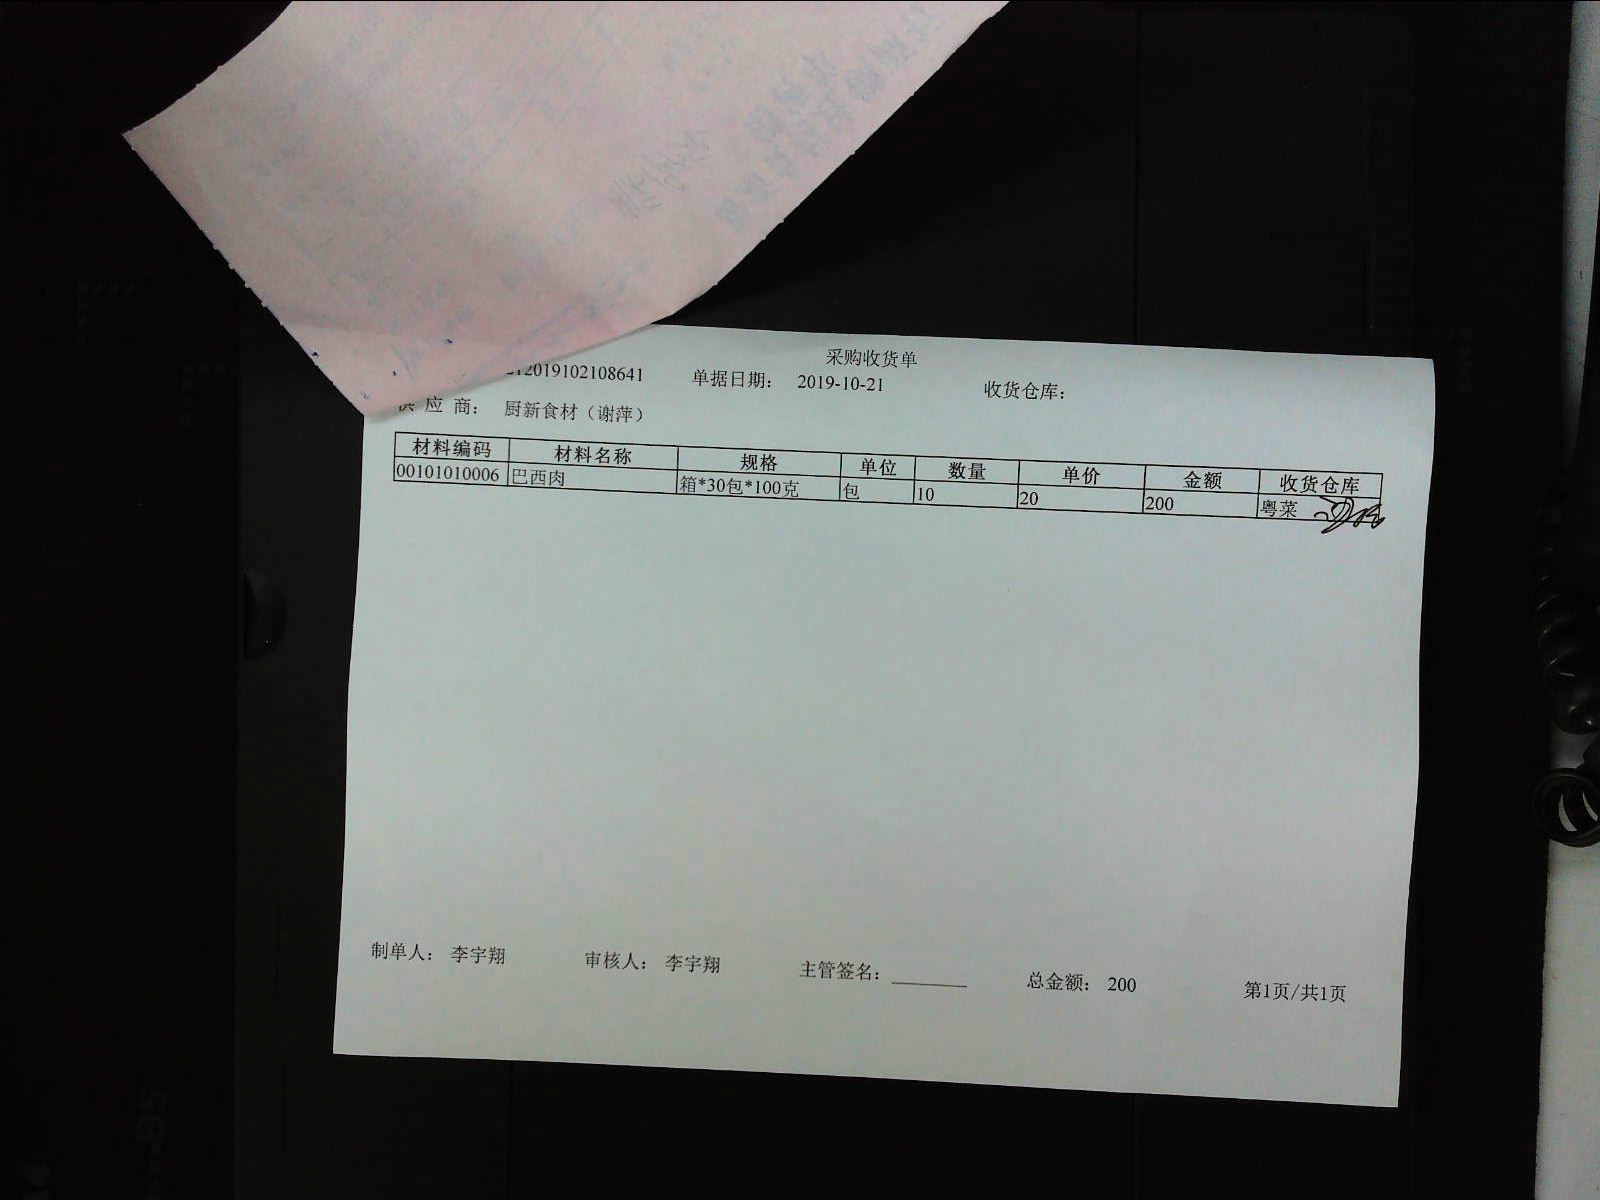 采购收货单
2019102108641 单据日期： 2019-10-21 收货仓库：
应 商： 厨新食材（谢萍）
材料编码 材料名称 规格 单位 数量 单价 金额 收货仓库
00101010006 巴西肉 箱*30包*100克 包 10 20 200 粤菜
制单人： 李宇翔 审核人： 李宇翔 主管签名： 总金额： 200 第1页/共1页